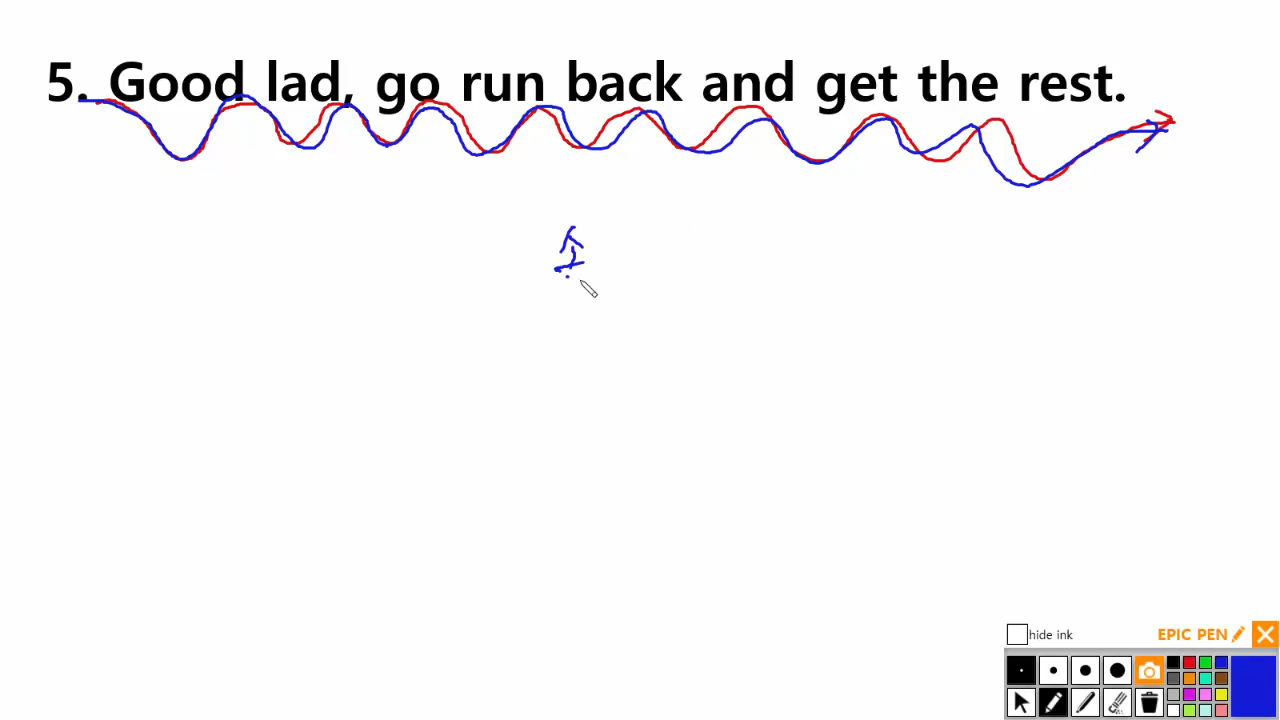 5. Good lad, go run back and get the rest.
hide ink
EPIC PEN